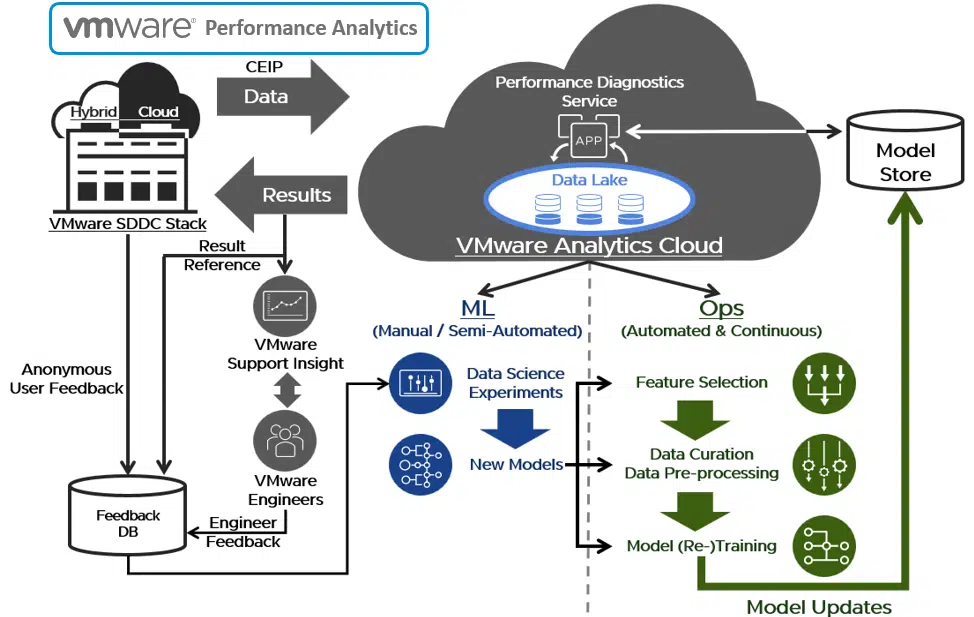 vmware® Performance Analytics
CEIP
Data
Hybrid Cloud
VMware SDDC Stack
Results
Result
Reference
Performance Diagnostics
Service
APP
Data Lake
VMware Analytics Cloud
Model
Store
VMware
Support Insight
Anonymous
User Feedback
VMware
Engineers
Engineer
Feedback
Feedback
DB
ML
(Manual / Semi-Automated)
Data Science
Experiments
New Models
Ops
(Automated & Continuous)
Feature Selection
Data Curation
Data Pre-processing
Model (Re-)Training
Model Updates